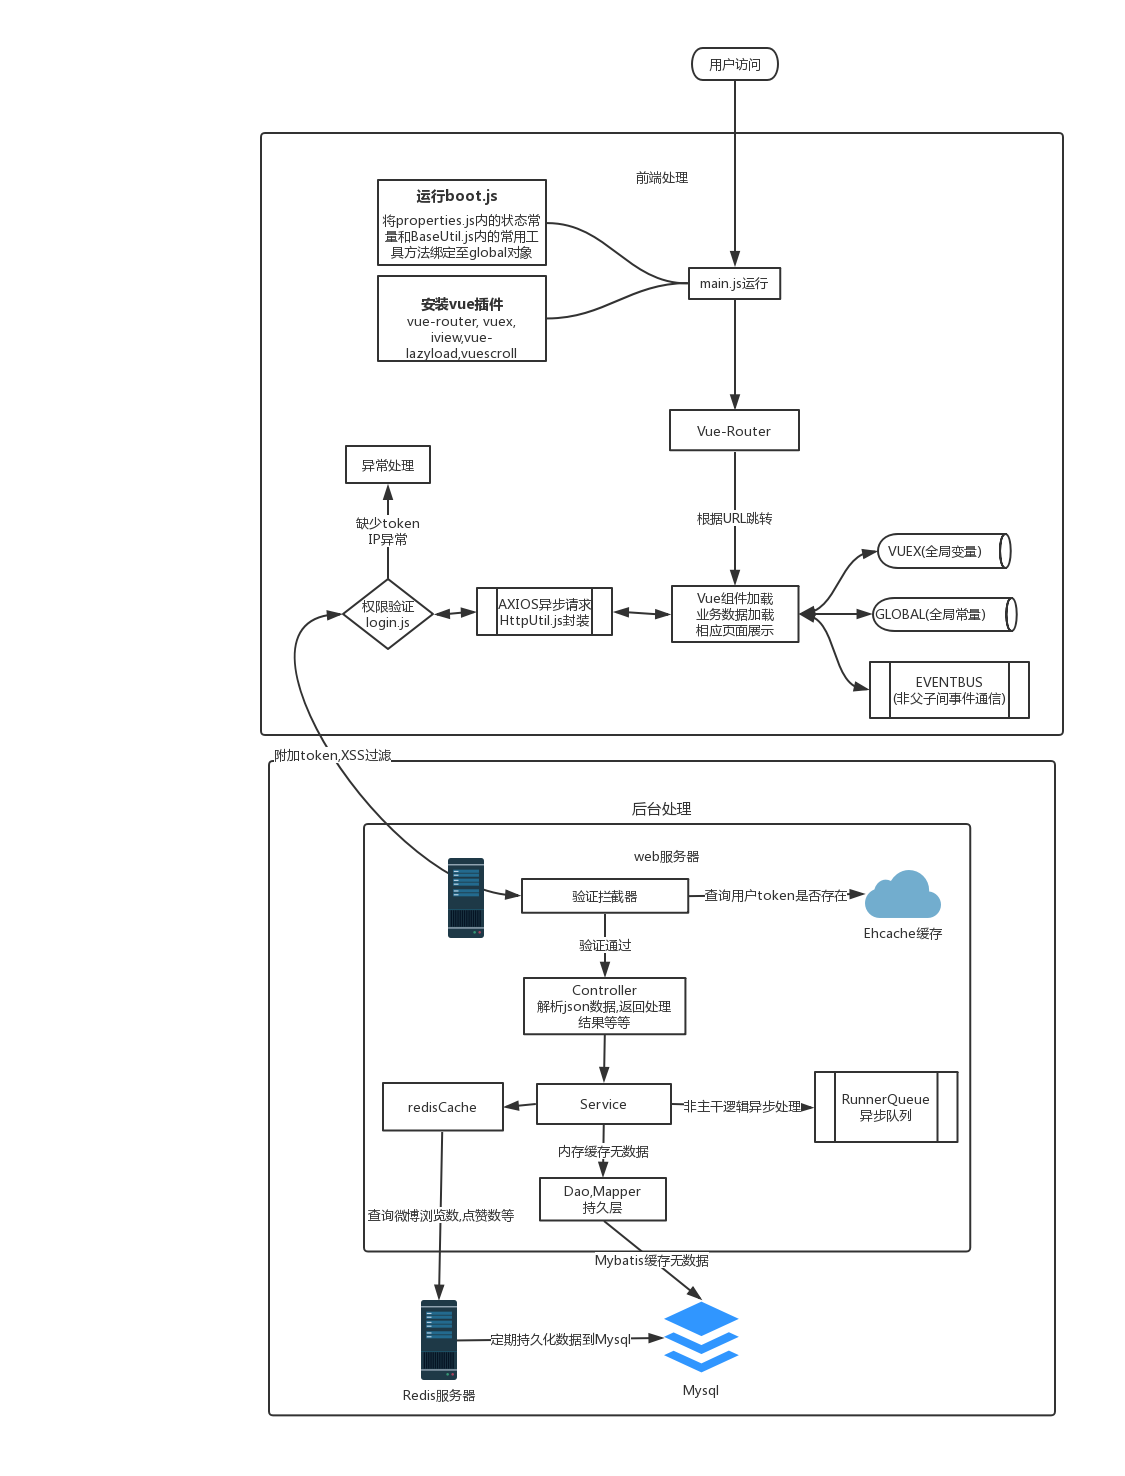 用户访问
前端处理
运行boot.js
将properties.js内的状态常
量和BaseUtil.js内的常用工
具方法绑定至global对象
main.js运行
安装vue插件
vue-router, vuex,
iview,vue-
lazyload,vuescroll
Vue-Router
异常处理
缺少token
IP异常
根据URL跳转
VUEX(全局变量)
权限验证
login.js
AXIOS异步请求
HttpUtil.js封装
Vue组件加载
业务数据加载
相应页面展示
GLOBAL(全局常量)
EVENTBUS
(非父子间事件通信)
附加token,XSS过滤
后台处理
web服务器
验证拦截器
查询用户token是否存在
Ehcache缓存
验证通过
Controller
解析json数据,返回处理
结果等等
redisCache
Service
非主干逻辑异步处理
RunnerQueue
异步队列
内存缓存无数据
Dao,Mapper
持久层
查询微博浏览数,点赞数等
Mybatis缓存无数据
定期持久化数据到Mysql
Redis服务器
Mysql